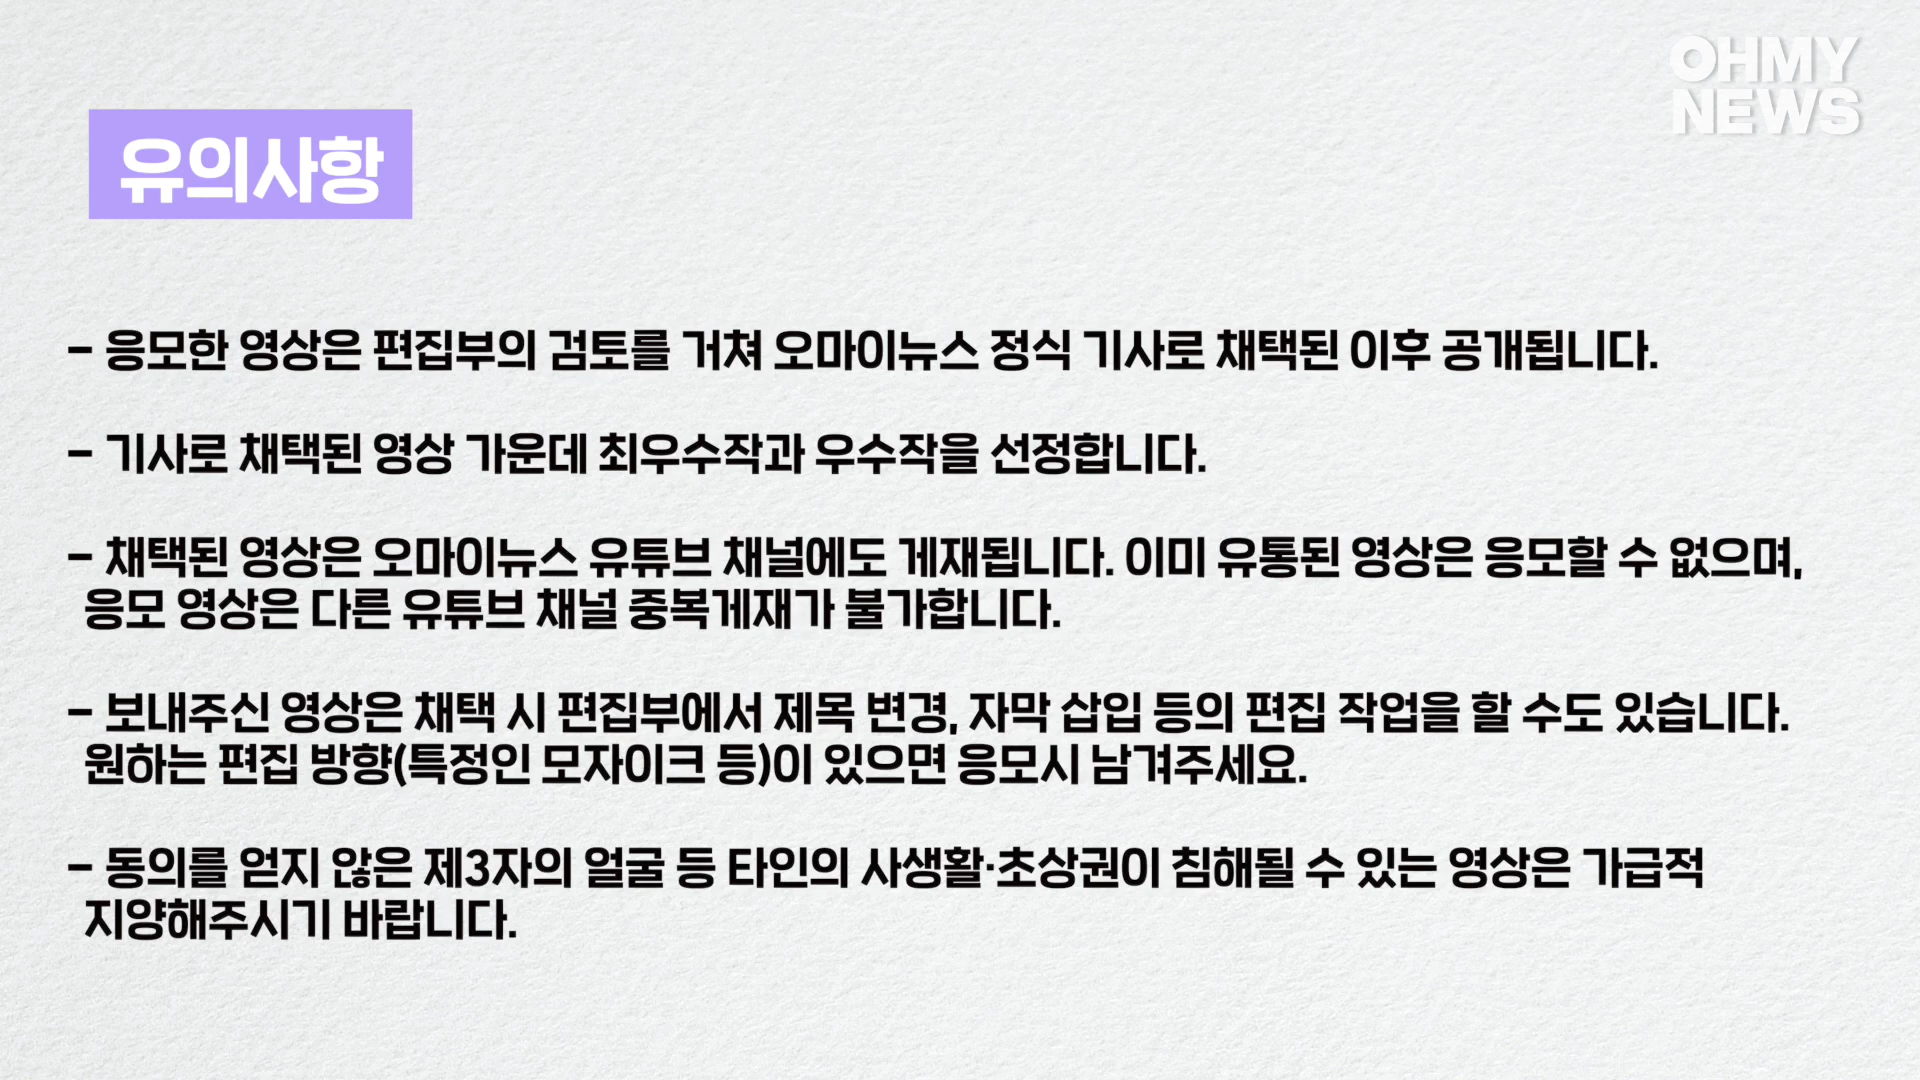 OHMY
NEWS
유의사항
- 응모한 영상은 편집부의 검토를 거쳐 오마이뉴스 정식 기사로 채택된 이후 공개됩니다.
- 기사로 채택된 영상 가운데 최우수작과 우수작을 선정합니다.
- 채택된 영상은 오마이뉴스 유튜브 채널에도 게재됩니다. 이미 유통된 영상은 응모할 수 없으며,
응모 영상은 다른 유튜브 채널 중복게재가 불가합니다.
- 보내주신 영상은 채택 시 편집부에서 제목 변경, 자막 삽입 등의 편집 작업을 할 수도 있습니다.
원하는 편집 방향(특정인 모자이크 등)이 있으면 응모시 남겨주세요.
- 동의를 얻지 않은 제3자의 얼굴 등 타인의 사생활·초상권이 침해될 수 있는 영상은 가급적
지양해주시기 바랍니다.